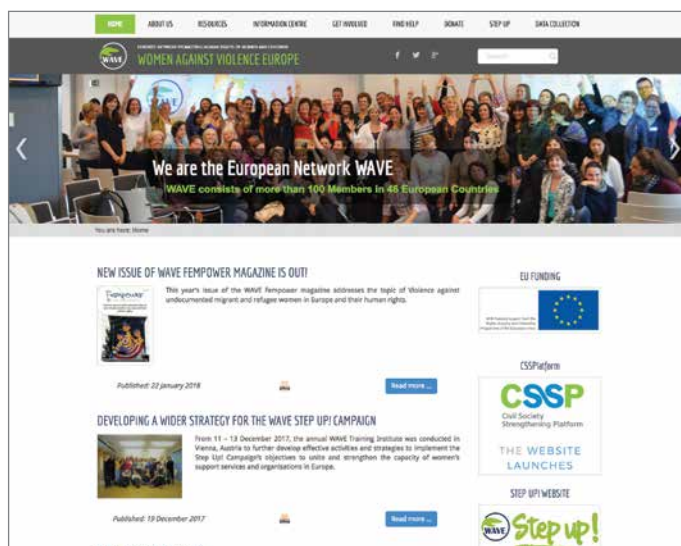 HOME ABOUT US RESOURCES INFORMATION CENTRE GET INVOLVED FIND HELP DONATE STEP UP DATA COLLECTION
WAVE
WOMEN AGAINST VIOLENCE EUROPE
We are the European Network WAVE
WAVE consists of more than 100 Members in 46 European Countries
You are here: Home
NEW ISSUE OF WAVE FEMPOWER MAGAZINE IS OUT!
This year's issue of the WAVE Fempower magazine addresses the topic of Violence against
undocumented migrant and refugee women in Europe and their human rights.
Published: 22 January 2018
Read more ...
DEVELOPING A WIDER STRATEGY FOR THE WAVE STEP UP! CAMPAIGN
From 11 – 13 December 2017, the annual WAVE Training Institute was conducted in
Vienna, Austria to further develop effective activities and strategies to implement the
Step Up! Campaign's objectives to unite and strengthen the capacity of women's
support services and organisations in Europe.
Published: 19 December 2017
Read more ...
EU FUNDING
CSSPlatform
CSSP
Civil Society
Strengthening Platform
THE WEBSITE
LAUNCHES
STEP UP! WEBSITE
WAVE
Step up!